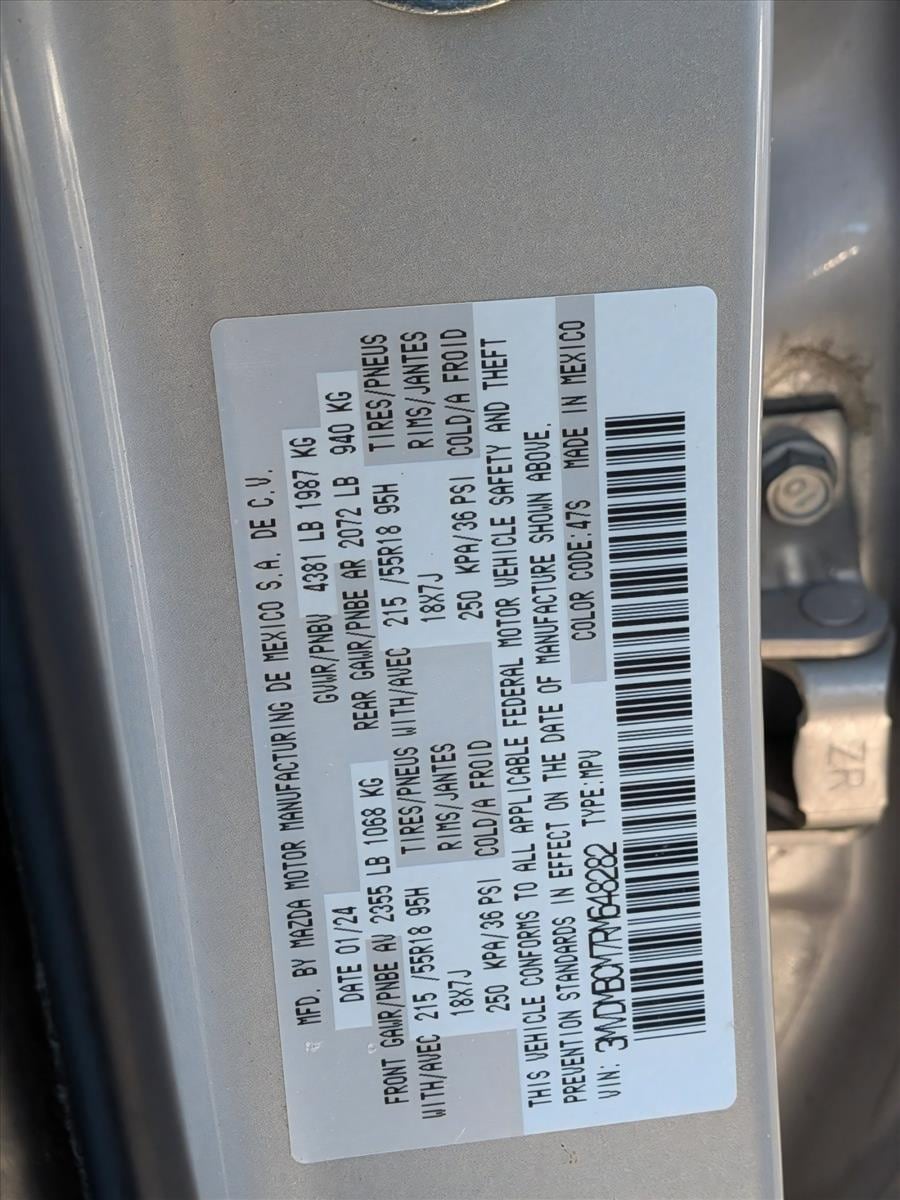 MFD. BY MAZDA MOTOR MANUFACTURING DE MEXICO S.A. DE C.V.
DATE 01/24 GVWR/PNBV 4381 LB 1987 KG
FRONT GAWR/PNBE AV 2355 LB 1068 KG REAR GAWR/PNBE AR 2072 LB 940 KG
WITH/AVEC 215 /55R18 95H TIRES/PNEUS WITH/AVEC 215 /55R18 95H TIRES/PNEUS
18X7J RIMS/JANTES 18X7J RIMS/JANTES
250 KPA/36 PSI COLD/A FROID 250 KPA/36 PSI COLD/A FROID
THIS VEHICLE CONFORMS TO ALL APPLICABLE FEDERAL MOTOR VEHICLE SAFETY AND THEFT
PREVENTION STANDARDS IN EFFECT ON THE DATE OF MANUFACTURE SHOWN ABOVE.
VIN: 3MVDMBCM7RM648282 TYPE:MPV COLOR CODE:47S MADE IN MEXICO
ZR